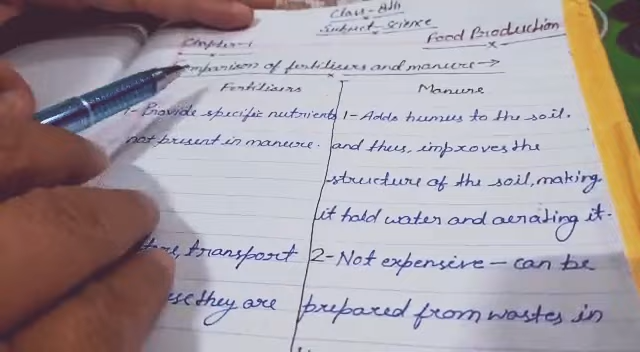 Class-8th
Subject-Science
Chapter-1
Food Production
omparison of fertilisers and manure→
Fertilisers
Manure
1-Provide specific nutrients
not present in manure.
1-Adds humus to the soil.
and thus, improves the
structure of the soil, making
it hold water and aerating it.
transport
they are
2-Not expensive-can be
prepared from wastes in